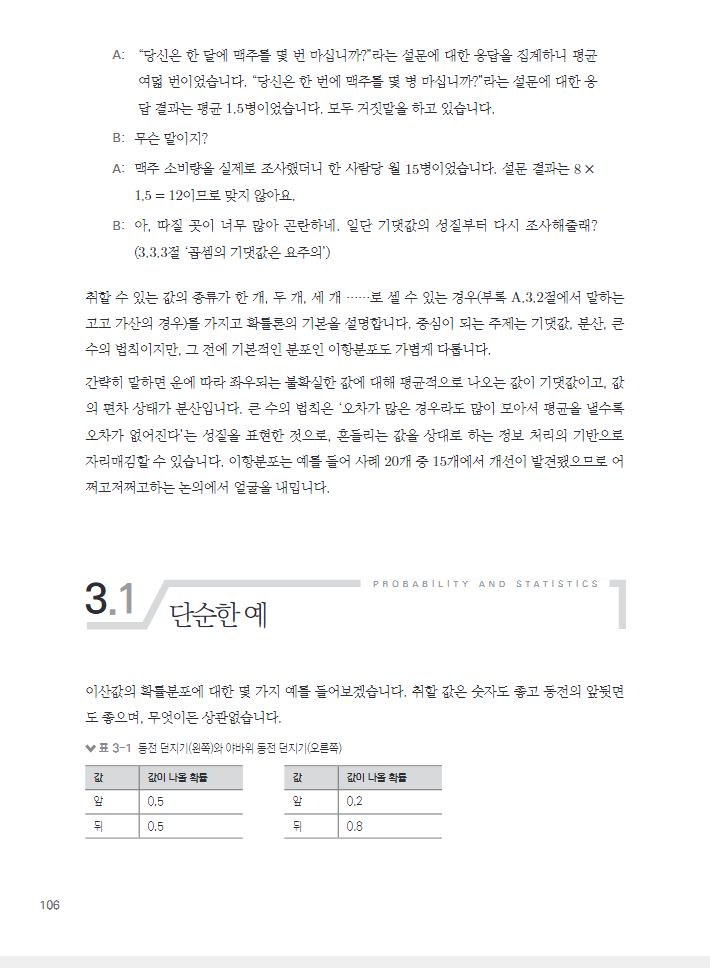 A: “당신은 한 달에 맥주를 몇 번 마십니까?”라는 설문에 대한 응답을 집계하니 평균
여덟 번이었습니다. “당신은 한 번에 맥주를 몇 병 마십니까?”라는 설문에 대한 응
답 결과는 평균 1.5병이었습니다. 모두 거짓말을 하고 있습니다.
B: 무슨 말이지?
A: 맥주 소비량을 실제로 조사했더니 한 사람당 월 15병이었습니다. 설문 결과는 8 ×
1.5 = 12이므로 맞지 않아요.
B: 아, 따질 곳이 너무 많아 곤란하네. 일단 기댓값의 성질부터 다시 조사해줄래?
(3.3.3절 ‘곱셈의 기댓값은 요주의’)
취할 수 있는 값의 종류가 한 개, 두 개, 세 개 ……로 셀 수 있는 경우(부록 A.3.2절에서 말하는
고고 가산의 경우)를 가지고 확률론의 기본을 설명합니다. 중심이 되는 주제는 기댓값, 분산, 큰
수의 법칙이지만, 그 전에 기본적인 분포인 이항분포도 가볍게 다룹니다.
간략히 말하면 운에 따라 좌우되는 불확실한 값에 대해 평균적으로 나오는 값이 기댓값이고, 값
의 편차 상태가 분산입니다. 큰 수의 법칙은 ‘오차가 많은 경우라도 많이 모아서 평균을 낼수록
오차가 없어진다’는 성질을 표현한 것으로, 흔들리는 값을 상대로 하는 정보 처리의 기반으로
자리매김할 수 있습니다. 이항분포는 예를 들어 사례 20개 중 15개에서 개선이 발견됐으므로 어
쩌고저쩌고하는 논의에서 얼굴을 내밉니다.
PROBABILITY AND STATISTICS
3.1 단순한 예
이산값의 확률분포에 대한 몇 가지 예를 들어보겠습니다. 취할 값은 숫자도 좋고 동전의 앞뒷면
도 좋으며, 무엇이든 상관없습니다.
표 3-1 동전 던지기(왼쪽)와 야바위 동전 던지기(오른쪽)
값 값이 나올 확률 값 값이 나올 확률
앞 0.5 앞 0.2
뒤 0.5 뒤 0.8
106